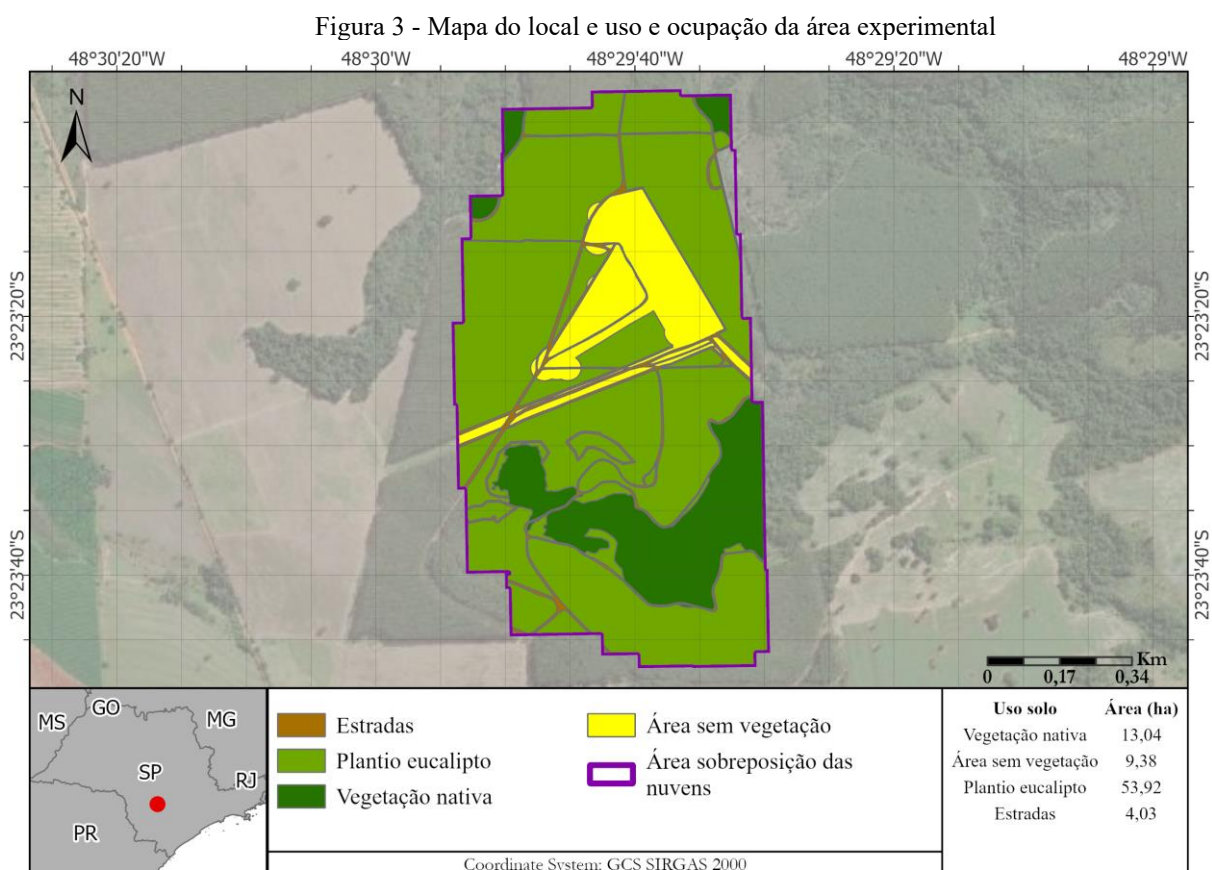 Figura 3 - Mapa do local e uso e ocupação da área experimental
48°30'20"W 48°30'W 48°29'40"W 48°29'20"W 48°29'W
N
23°23'20"S 23°23'20"S
23°23'40"S 23°23'40"S
Km
0 0,17 0,34
MS GO MG
SP
RJ
PR
Estradas
Plantio eucalipto
Vegetação nativa
Área sem vegetação
Área sobreposição das
nuvens
Coordinate System: GCS SIRGAS 2000
Uso solo Área (ha)
Vegetação nativa 13,04
Área sem vegetação 9,38
Plantio eucalipto 53,92
Estradas 4,03